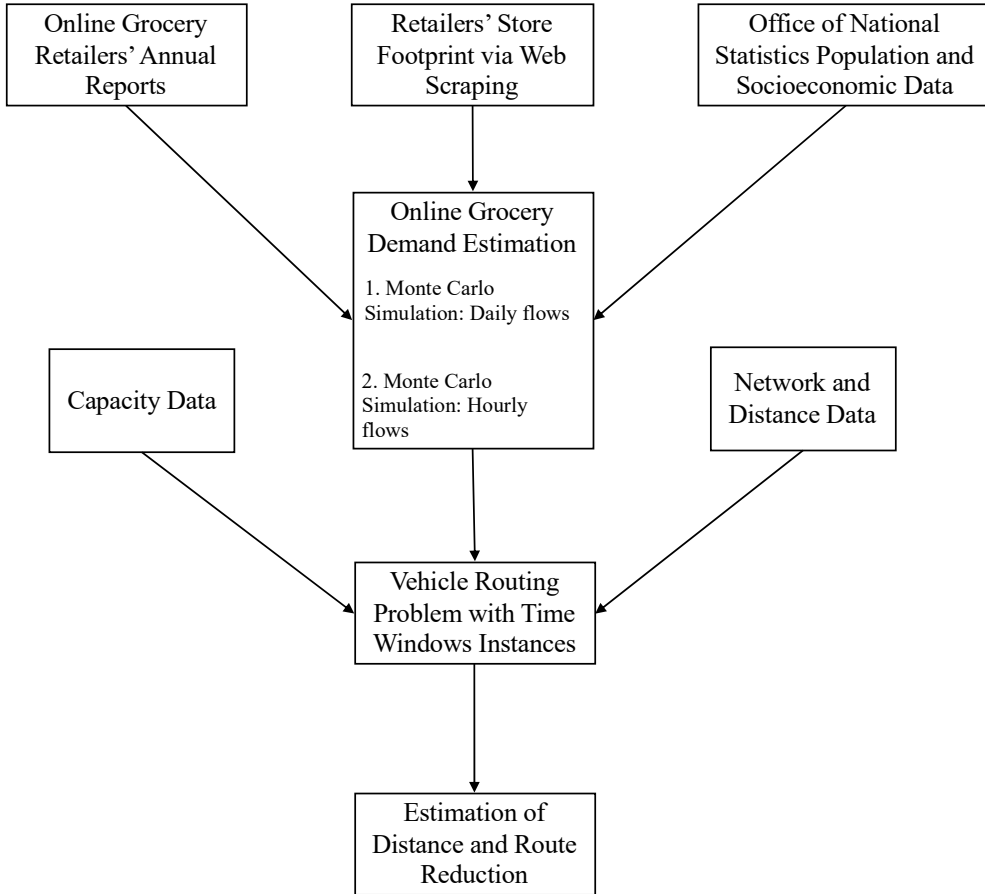 Online Grocery
Retailers’ Annual
Reports
Retailers’ Store
Footprint via Web
Scraping
Office of National
Statistics Population and
Socioeconomic Data
Online Grocery
Demand Estimation
1. Monte Carlo
Simulation: Daily flows
2. Monte Carlo
Simulation: Hourly
flows
Capacity Data
Network and
Distance Data
Vehicle Routing
Problem with Time
Windows Instances
Estimation of
Distance and Route
Reduction